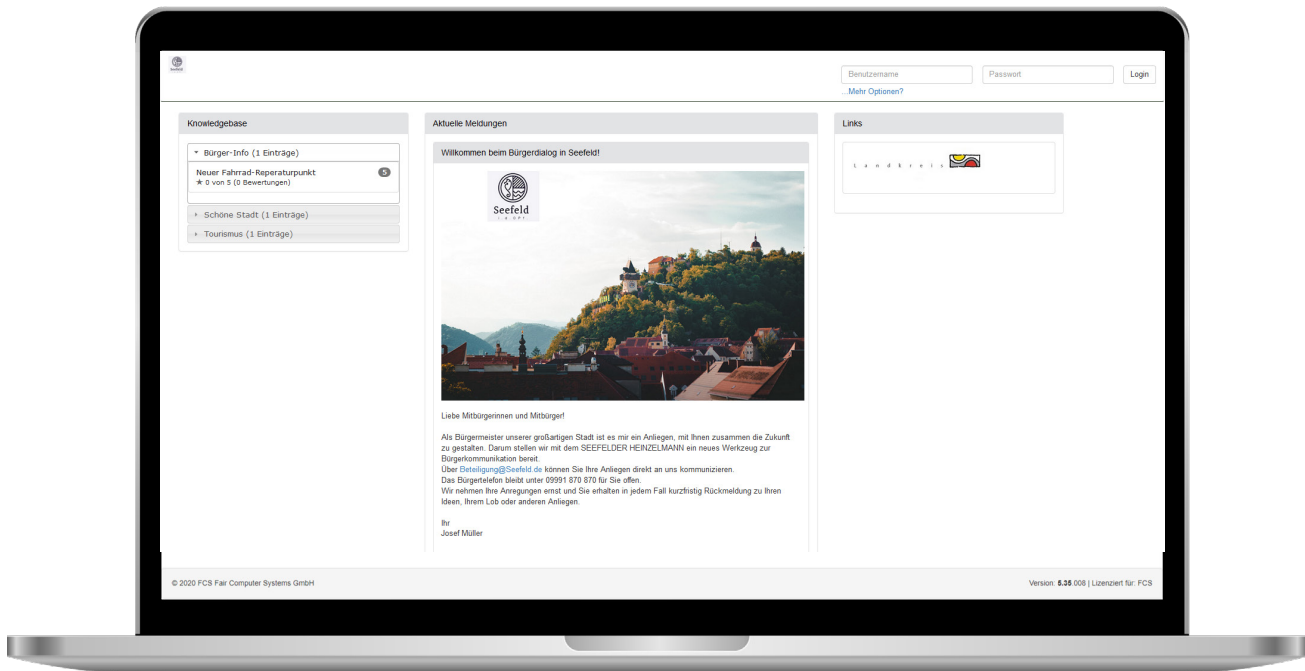 Seefeld
Benutzername
Passwort
Login
...Mehr Optionen?
Knowledgebase
Bürger-Info (1 Einträge)
Neuer Fahrrad-Reperaturpunkt
5
★ 0 von 5 (0 Bewertungen)
Schöne Stadt (1 Einträge)
Tourismus (1 Einträge)
Aktuelle Meldungen
Willkommen beim Bürgerdialog in Seefeld!
Seefeld
Liebe Mitbürgerinnen und Mitbürger!
Als Bürgermeister unserer großartigen Stadt ist es mir ein Anliegen, mit Ihnen zusammen die Zukunft
zu gestalten. Darum stellen wir mit dem SEEFELDER HEINZELMANN ein neues Werkzeug zur
Bürgerkommunikation bereit.
Über Beteiligung@Seefeld.de können Sie Ihre Anliegen direkt an uns kommunizieren.
Das Bürgertelefon bleibt unter 09991 870 870 für Sie offen.
Wir nehmen Ihre Anregungen ernst und Sie erhalten in jedem Fall kurzfristig Rückmeldung zu Ihren
Ideen, Ihrem Lob oder anderen Anliegen.
Ihr
Josef Müller
Links
Landkreis
© 2020 FCS Fair Computer Systems GmbH
Version: 5.35.008 | Lizenziert für: FCS